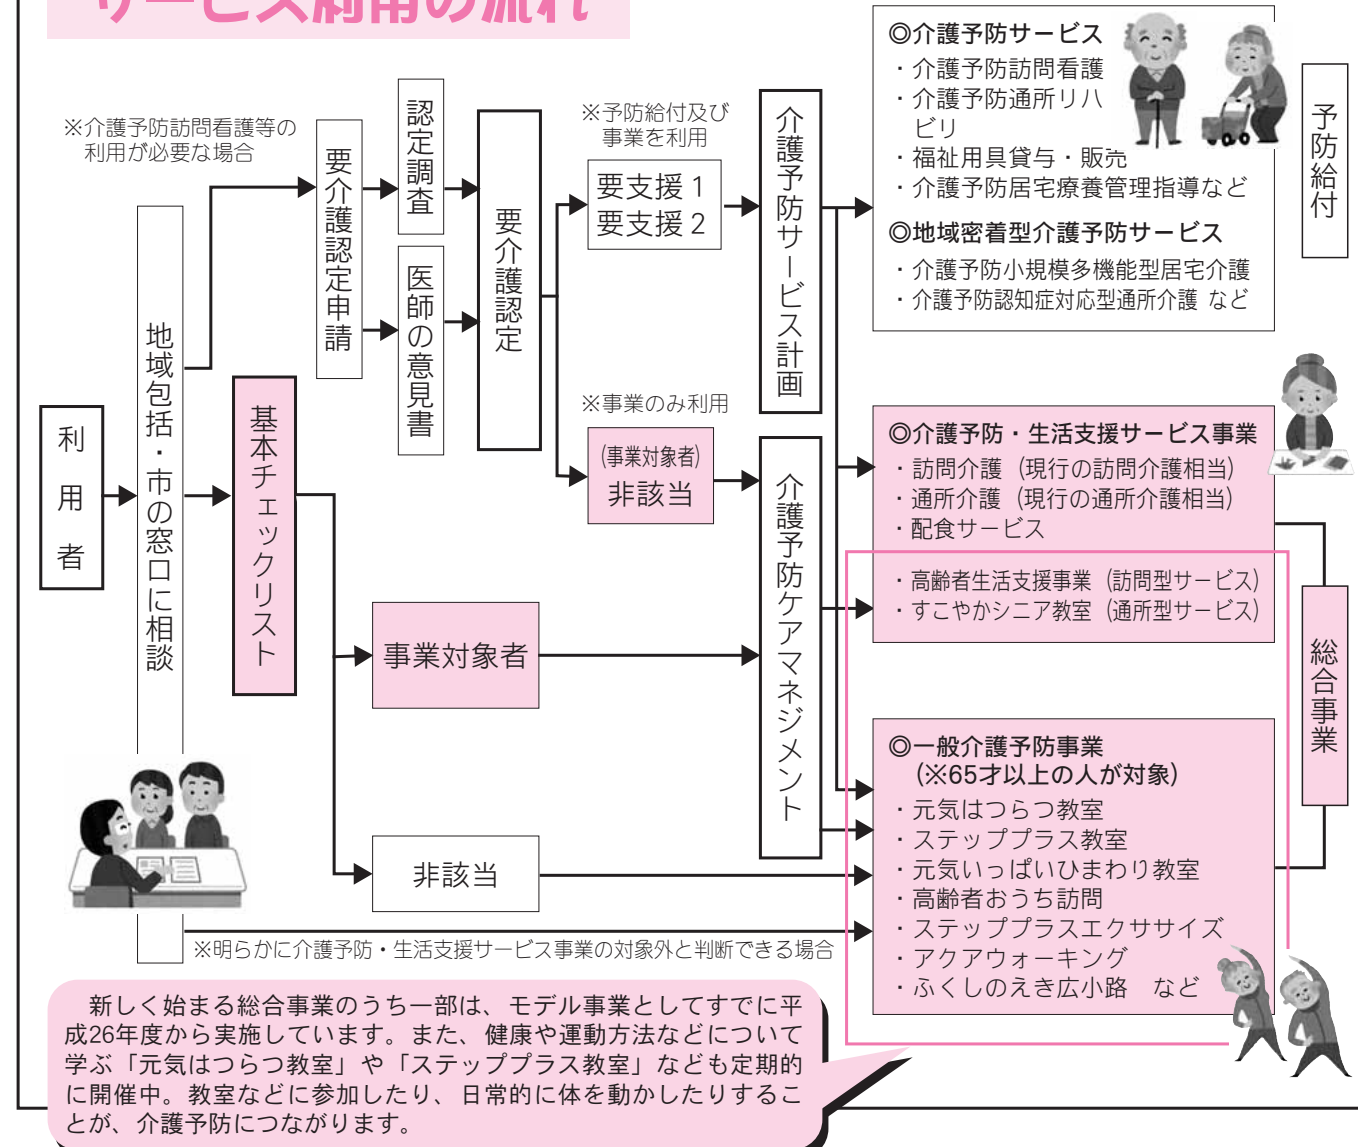 サービス利用の流れ
※介護予防訪問看護等の
利用が必要な場合
利用者
地域包括・市の窓口に相談
基本チェックリスト
要介護認定申請
認定調査
医師の意見書
要介護認定
※予防給付及び
事業を利用
要支援1
要支援2
※事業のみ利用
(事業対象者)
非該当
事業対象者
非該当
※明らかに介護予防・生活支援サービス事業の対象外と判断できる場合
介護予防サービス計画
介護予防ケアマネジメント
◎介護予防サービス
・介護予防訪問看護
・介護予防通所リハ
ビリ
・福祉用具貸与・販売
・介護予防居宅療養管理指導など
◎地域密着型介護予防サービス
・介護予防小規模多機能型居宅介護
・介護予防認知症対応型通所介護 など
予防給付
◎介護予防・生活支援サービス事業
・訪問介護(現行の訪問介護相当)
・通所介護(現行の通所介護相当)
・配食サービス
・高齢者生活支援事業(訪問型サービス)
・すこやかシニア教室(通所型サービス)
◎一般介護予防事業
(※65才以上の人が対象)
・元気はつらつ教室
・ステッププラス教室
・元気いっぱいひまわり教室
・高齢者おうち訪問
・ステッププラスエクササイズ
・アクアウォーキング
・ふくしのえき広小路 など
総合事業
新しく始まる総合事業のうち一部は、モデル事業としてすでに平
成26年度から実施しています。また、健康や運動方法などについて
学ぶ「元気はつらつ教室」や「ステッププラス教室」なども定期的
に開催中。教室などに参加したり、日常的に体を動かしたりするこ
とが、介護予防につながります。